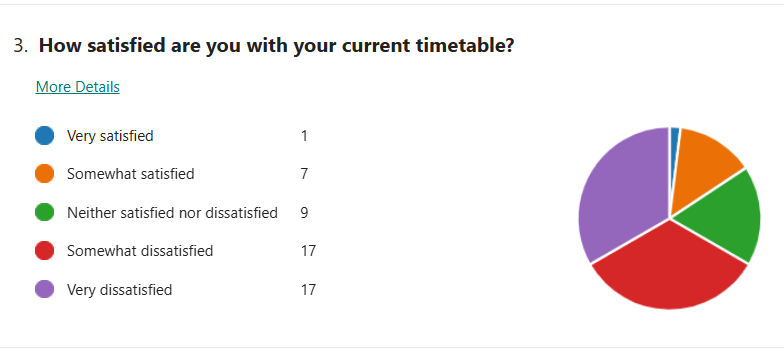 3. How satisfied are you with your current timetable?
More Details
Very satisfied 1
Somewhat satisfied 7
Neither satisfied nor dissatisfied 9
Somewhat dissatisfied 17
Very dissatisfied 17